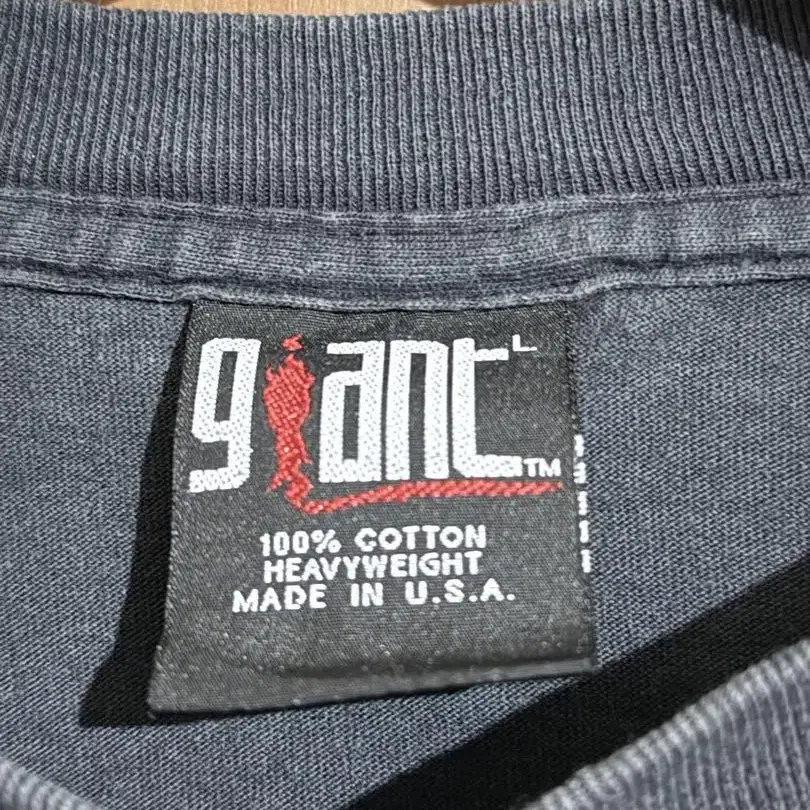 giant L TM
100% COTTON
HEAVYWEIGHT
MADE IN U.S.A.